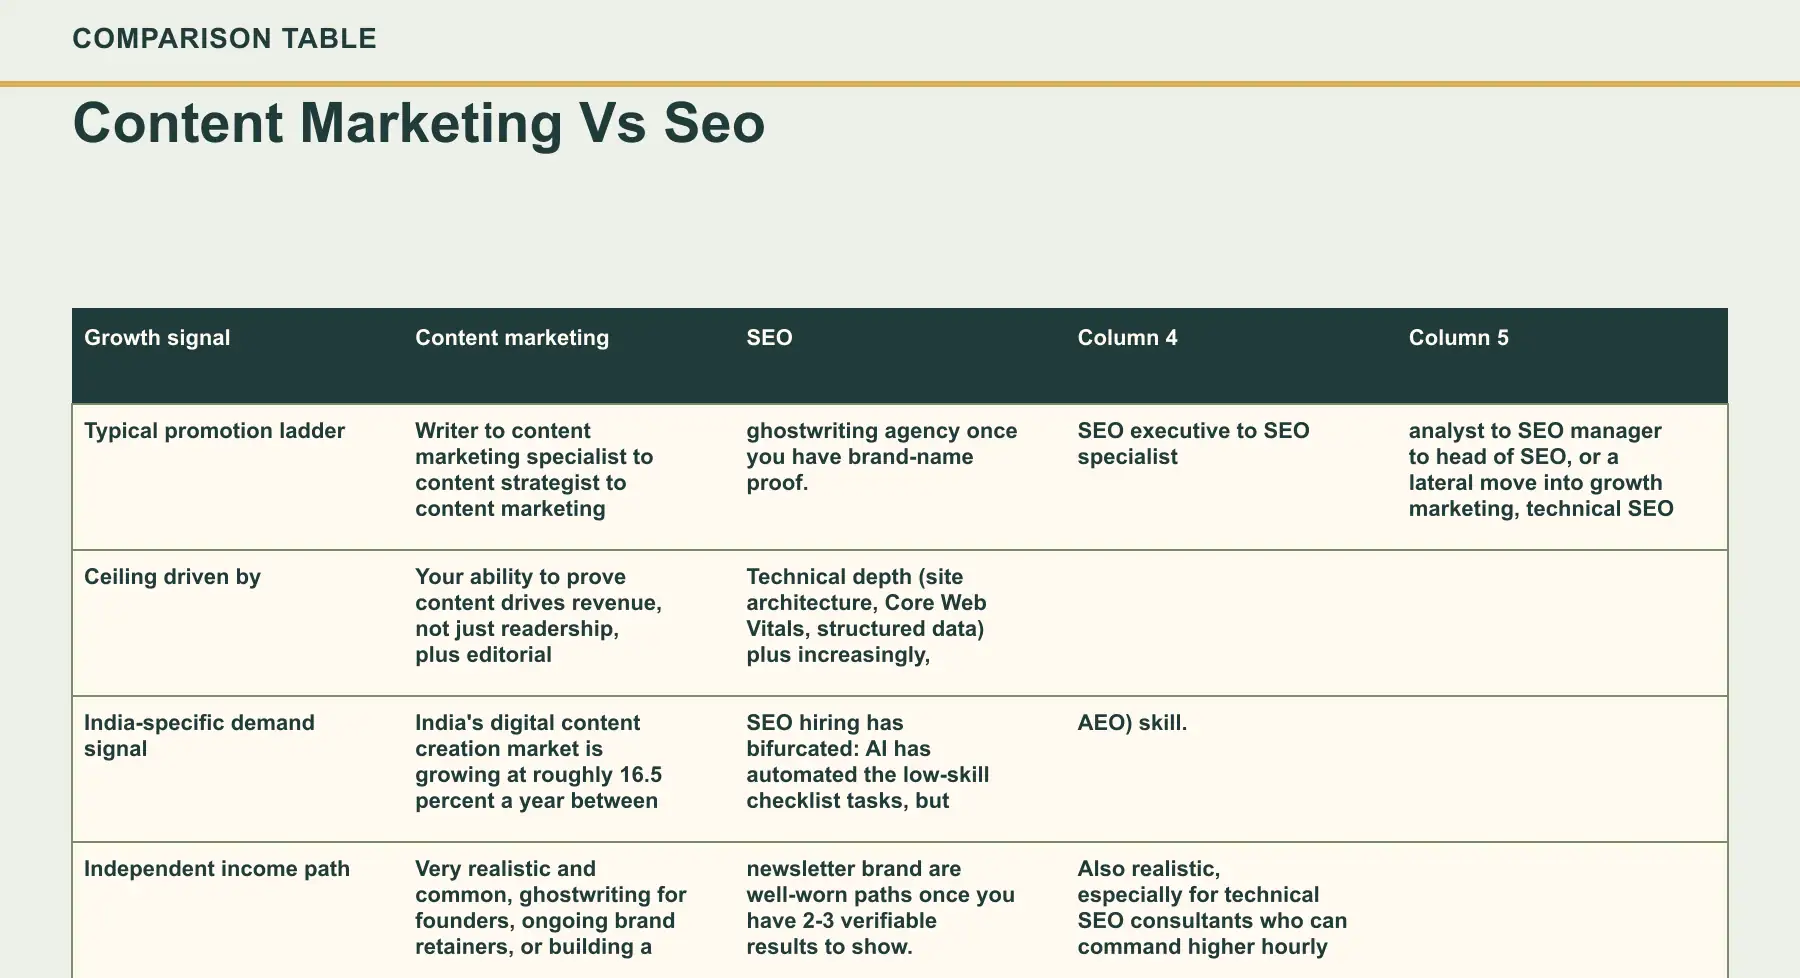 COMPARISON TABLE
Content Marketing Vs Seo
Growth signal
Content marketing
SEO
Column 4
Column 5
Typical promotion ladder
Writer to content
marketing specialist to
content strategist to
content marketing
ghostwriting agency once
you have brand-name
proof.
SEO executive to SEO
specialist
analyst to SEO manager
to head of SEO, or a
lateral move into growth
marketing, technical SEO
Ceiling driven by
Your ability to prove
content drives revenue,
not just readership,
plus editorial
Technical depth (site
architecture, Core Web
Vitals, structured data)
plus increasingly,
India-specific demand
signal
India's digital content
creation market is
growing at roughly 16.5
percent a year between
SEO hiring has
bifurcated: AI has
automated the low-skill
checklist tasks, but
AEO) skill.
Independent income path
Very realistic and
common, ghostwriting for
founders, ongoing brand
retainers, or building a
newsletter brand are
well-worn paths once you
have 2-3 verifiable
results to show.
Also realistic,
especially for technical
SEO consultants who can
command higher hourly